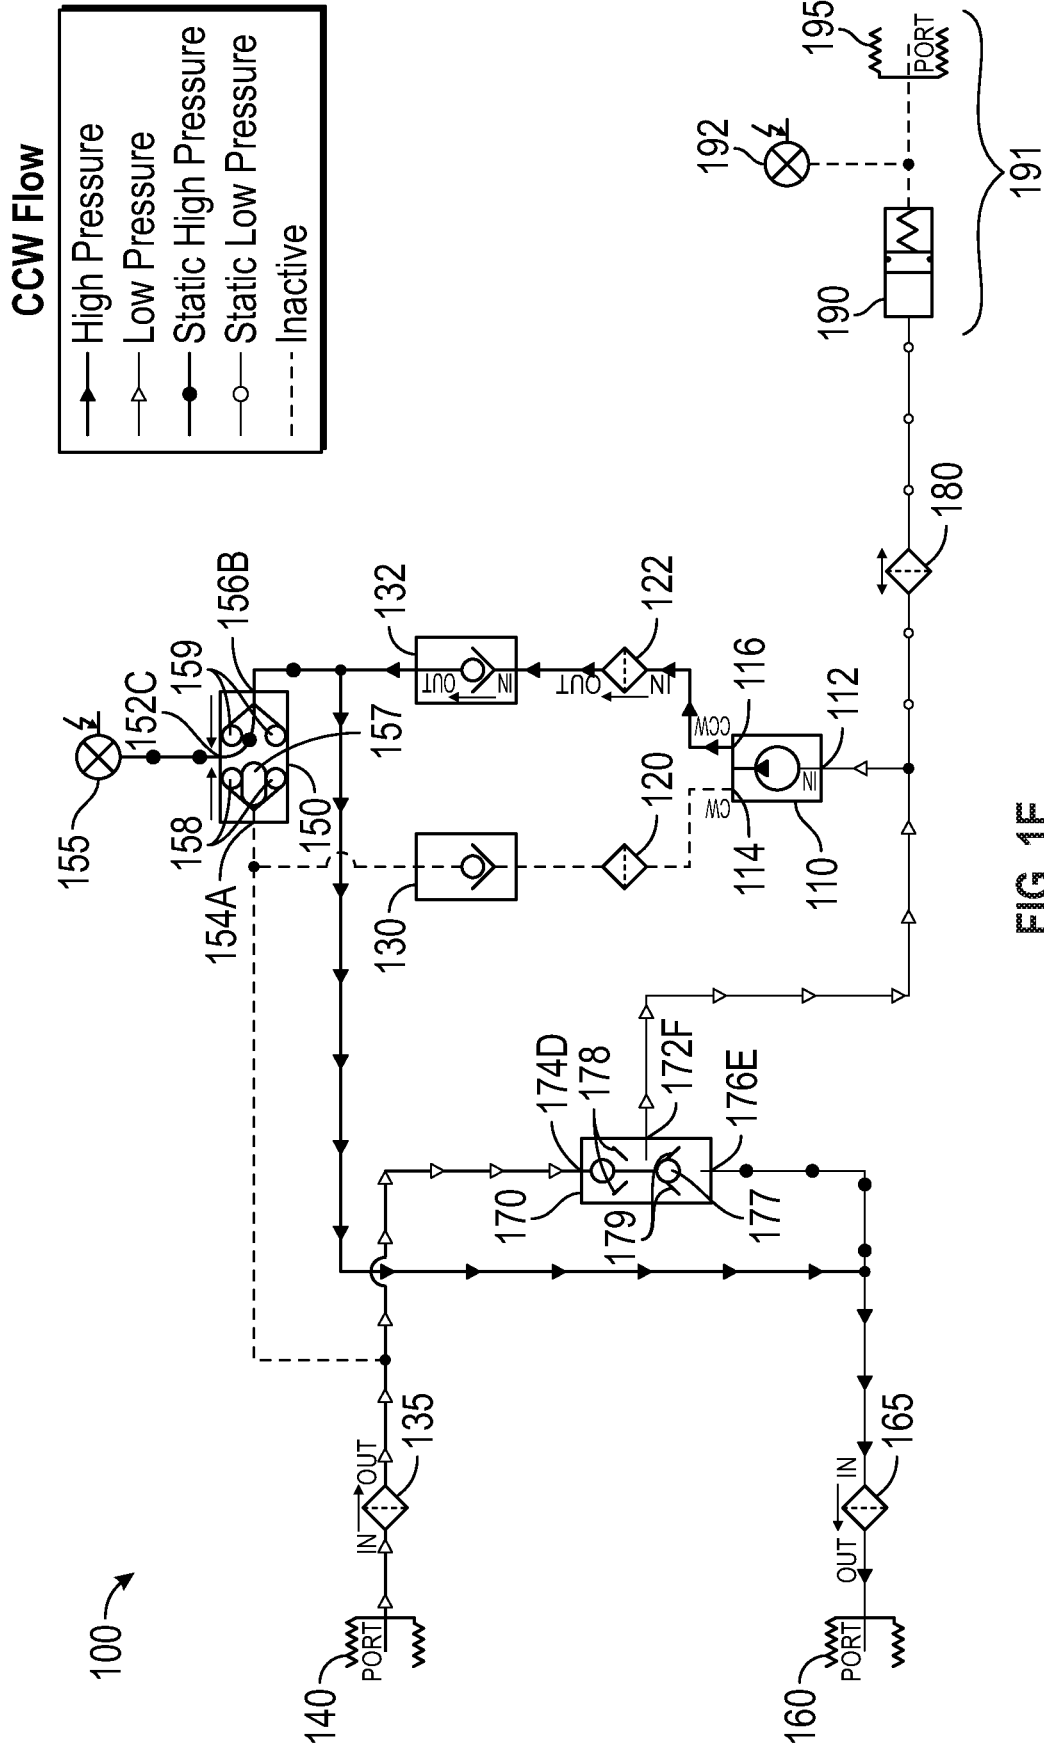 CCW Flow
High Pressure
Low Pressure
Static High Pressure
Static Low Pressure
Inactive
100
155
152C
159
156B
158
157
150
154A
132
OUT
IN
130
122
OUT
IN
120
116
CCW
CW
114
IN
112
110
140
PORT
IN
OUT
135
174D
178
170
172F
179
177
176E
160
PORT
OUT
IN
165
180
190
192
195
PORT
191
FIG. 1F